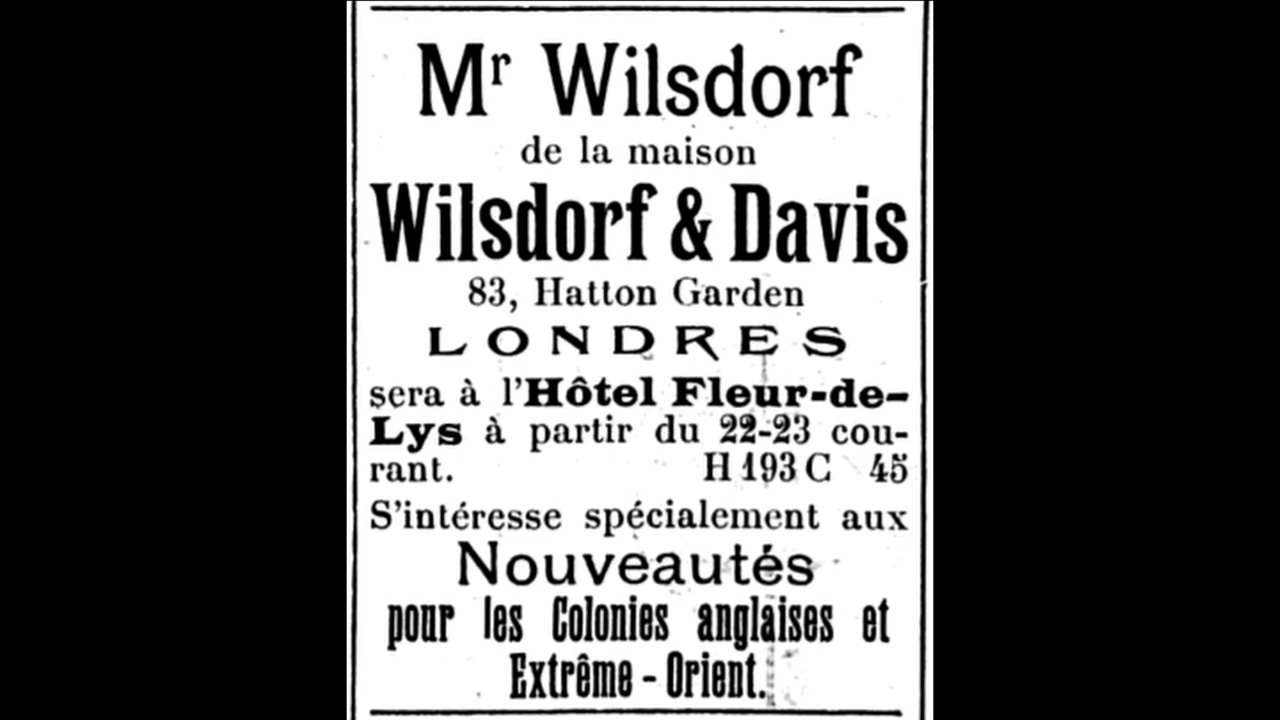 Mr Wilsdorf
de la maison
Wilsdorf & Davis
83, Hatton Garden
LONDRES
sera à l'Hôtel Fleur-de-
Lys à partir du 22-23 cou-
rant. H 193 C 45
S'intéresse spécialement aux
Nouveautés
pour les Colonies anglaises et
Extrême-Orient.